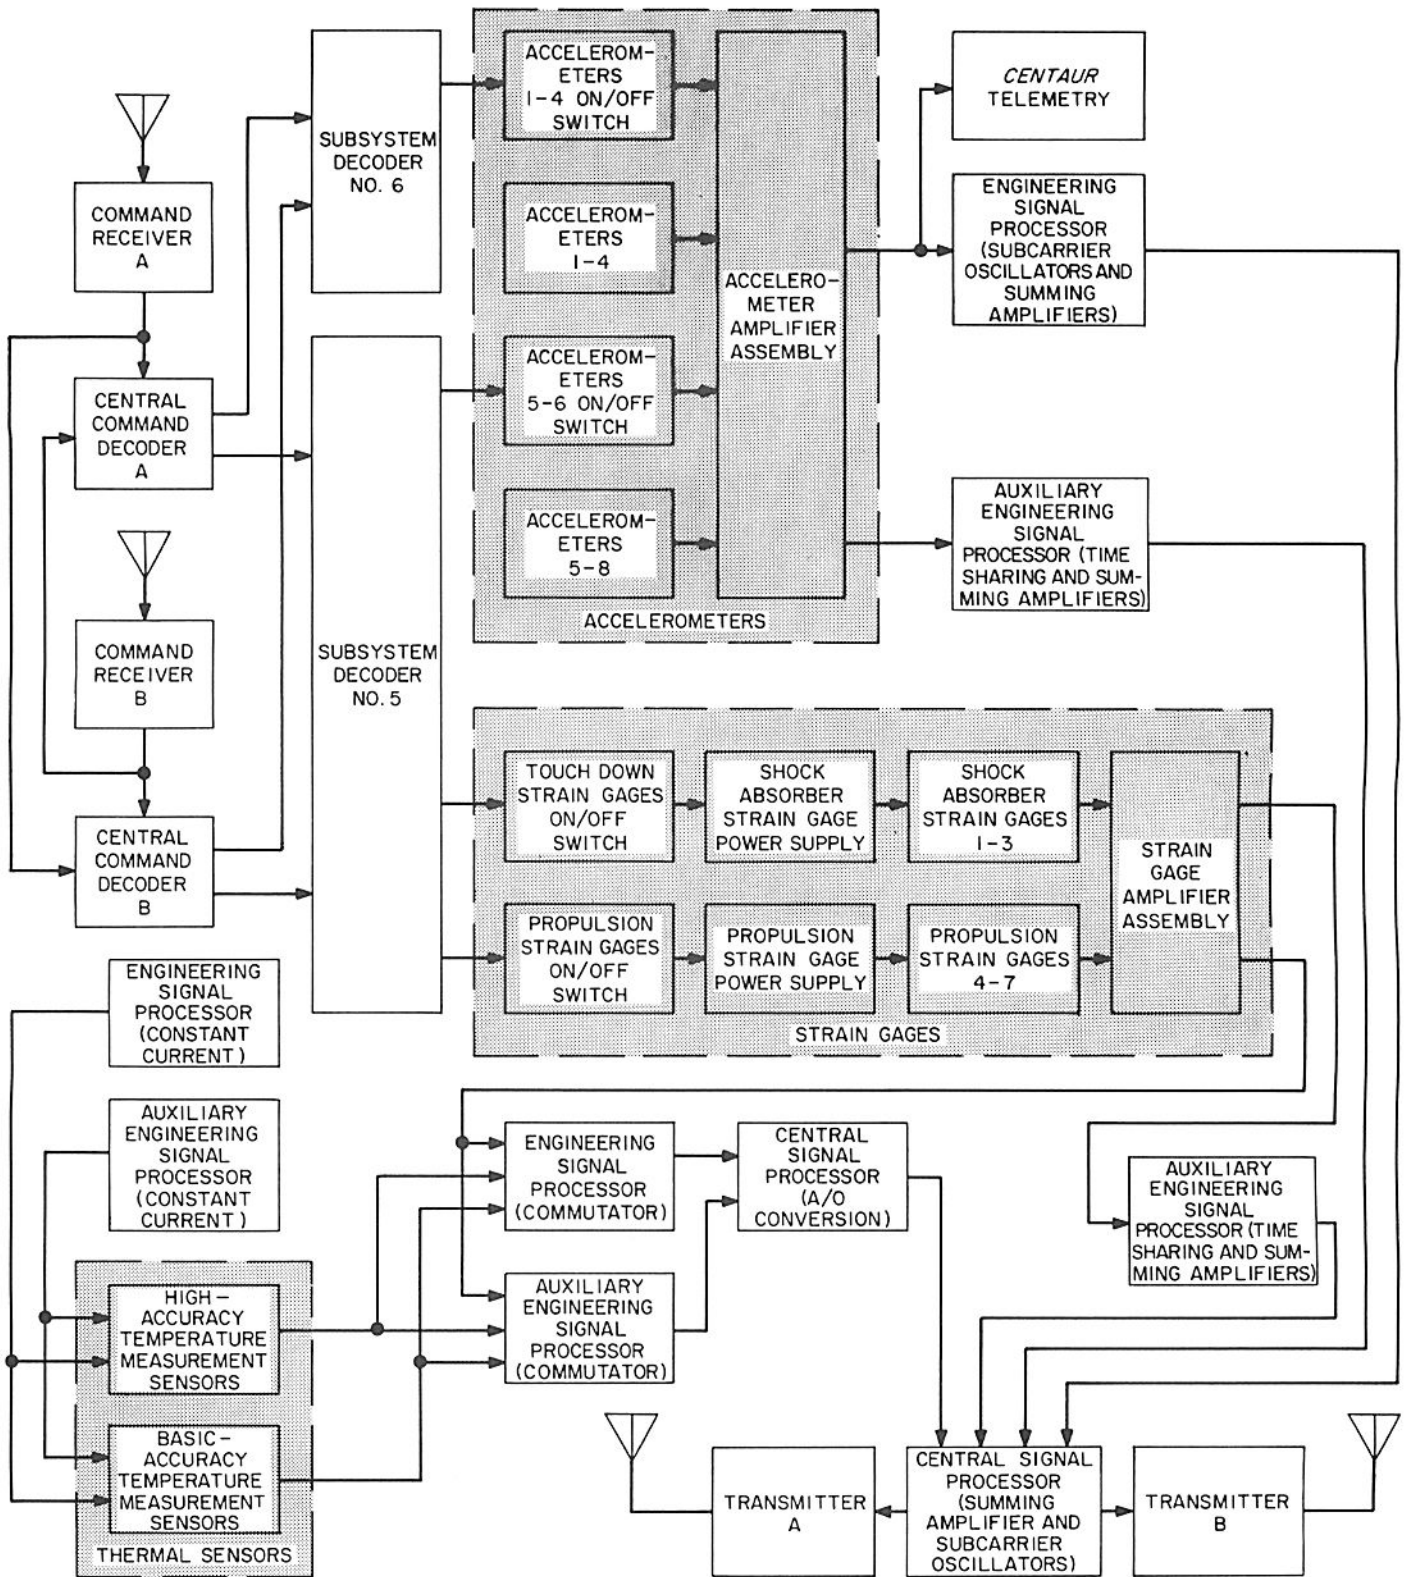 COMMAND
RECEIVER
A
CENTRAL
COMMAND
DECODER
A
COMMAND
RECEIVER
B
CENTRAL
COMMAND
DECODER
B
SUBSYSTEM
DECODER
NO. 6
SUBSYSTEM
DECODER
NO. 5
ACCELEROM-
ETERS
1-4 ON/OFF
SWITCH
ACCELEROM-
ETERS
1-4
ACCELEROM-
ETERS
5-6 ON/OFF
SWITCH
ACCELEROM-
ETERS
5-8
ACCELERO-
METER
AMPLIFIER
ASSEMBLY
ACCELEROMETERS
CENTAUR
TELEMETRY
ENGINEERING
SIGNAL
PROCESSOR
(SUBCARRIER
OSCILLATORS AND
SUMMING
AMPLIFIERS)
AUXILIARY
ENGINEERING
SIGNAL
PROCESSOR (TIME
SHARING AND SUM-
MING AMPLIFIERS)
TOUCH DOWN
STRAIN GAGES
ON/OFF
SWITCH
SHOCK
ABSORBER
STRAIN GAGE
POWER SUPPLY
SHOCK
ABSORBER
STRAIN GAGES
1-3
STRAIN
GAGE
AMPLIFIER
ASSEMBLY
PROPULSION
STRAIN GAGES
ON/OFF
SWITCH
PROPULSION
STRAIN GAGE
POWER SUPPLY
PROPULSION
STRAIN GAGES
4-7
STRAIN GAGES
ENGINEERING
SIGNAL
PROCESSOR
(CONSTANT
CURRENT)
AUXILIARY
ENGINEERING
SIGNAL
PROCESSOR
(CONSTANT
CURRENT)
HIGH-
ACCURACY
TEMPERATURE
MEASUREMENT
SENSORS
BASIC-
ACCURACY
TEMPERATURE
MEASUREMENT
SENSORS
THERMAL SENSORS
ENGINEERING
SIGNAL
PROCESSOR
(COMMUTATOR)
AUXILIARY
ENGINEERING
SIGNAL
PROCESSOR
(COMMUTATOR)
CENTRAL
SIGNAL
PROCESSOR
(A/O
CONVERSION)
AUXILIARY
ENGINEERING
SIGNAL
PROCESSOR (TIME
SHARING AND SUM-
MING AMPLIFIERS)
TRANSMITTER
A
CENTRAL SIGNAL
PROCESSOR
(SUMMING
AMPLIFIER AND
SUBCARRIER
OSCILLATORS)
TRANSMITTER
B